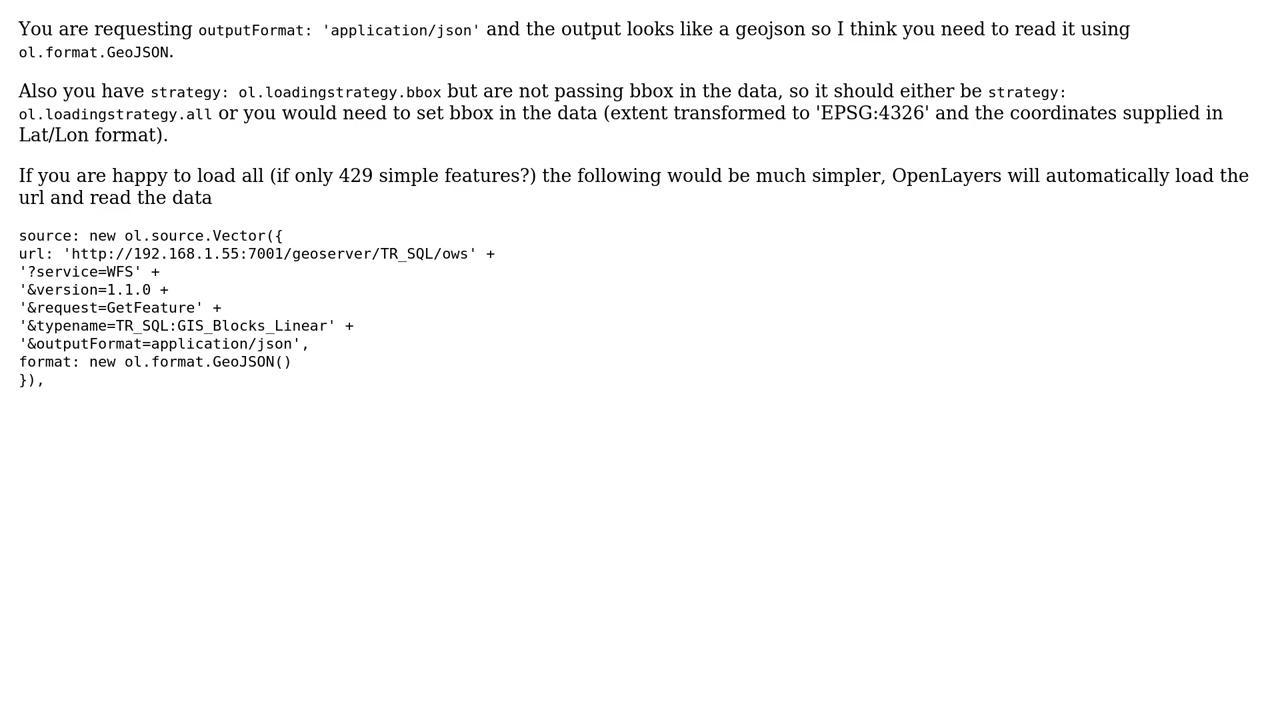 You are requesting outputFormat: 'application/json' and the output looks like a geojson so I think you need to read it using
ol.format.GeoJSON.
Also you have strategy: ol.loadingstrategy.bbox but are not passing bbox in the data, so it should either be strategy:
ol.loadingstrategy.all or you would need to set bbox in the data (extent transformed to 'EPSG:4326' and the coordinates supplied in
Lat/Lon format).
If you are happy to load all (if only 429 simple features?) the following would be much simpler, OpenLayers will automatically load the
url and read the data
source: new ol.source.Vector({
url: 'http://192.168.1.55:7001/geoserver/TR_SQL/ows' +
'?service=WFS' +
'&version=1.1.0 +
'&request=GetFeature' +
'&typename=TR_SQL:GIS_Blocks_Linear' +
'&outputFormat=application/json',
format: new ol.format.GeoJSON()
}),